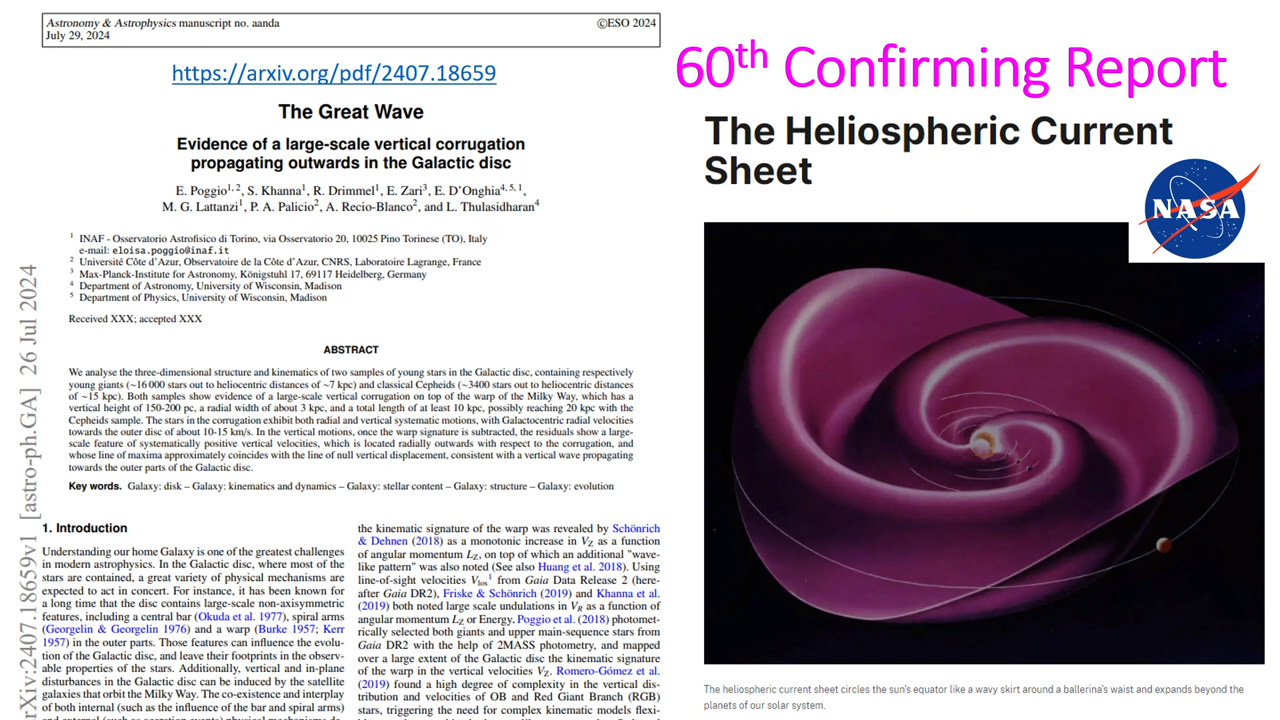 Astronomy & Astrophysics manuscript no. aanda
©ESO 2024
July 29, 2024
https://arxiv.org/pdf/2407.18659
The Great Wave
Evidence of a large-scale vertical corrugation
propagating outwards in the Galactic disc
E. Poggio1, 2, S. Khanna1, R. Drimmel1, E. Zari3, E. D'Onghia4, 5, 1,
M. G. Lattanzi1, P. A. Palicio2, A. Recio-Blanco2, and L. Thulasidharan4
1 INAF - Osservatorio Astrofisico di Torino, via Osservatorio 20, 10025 Pino Torinese (TO), Italy
e-mail: eloisa.poggio@inaf.it
2 Université Côte d'Azur, Observatoire de la Côte d'Azur, CNRS, Laboratoire Lagrange, France
3 Max-Planck-Institute for Astronomy, Königstuhl 17, 69117 Heidelberg, Germany
4 Department of Astronomy, University of Wisconsin, Madison
5 Department of Physics, University of Wisconsin, Madison
Received XXX; accepted XXX
ABSTRACT
We analyse the three-dimensional structure and kinematics of two samples of young stars in the Galactic disc, containing respectively
young giants (~16 000 stars out to heliocentric distances of ~7 kpc) and classical Cepheids (~3400 stars out to heliocentric distances
of ~15 kpc). Both samples show evidence of a large-scale vertical corrugation on top of the warp of the Milky Way, which has a
vertical height of 150-200 pc, a radial width of about 3 kpc, and a total length of at least 10 kpc, possibly reaching 20 kpc with the
Cepheids sample. The stars in the corrugation exhibit both radial and vertical systematic motions, with Galactocentric radial velocities
towards the outer disc of about 10-15 km/s. In the vertical motions, once the warp signature is subtracted, the residuals show a large-
scale feature of systematically positive vertical velocities, which is located radially outwards with respect to the corrugation, and
whose line of maxima approximately coincides with the line of null vertical displacement, consistent with a vertical wave propagating
towards the outer parts of the Galactic disc.
Key words. Galaxy: disk – Galaxy: kinematics and dynamics – Galaxy: stellar content – Galaxy: structure – Galaxy: evolution
1. Introduction
Understanding our home Galaxy is one of the greatest challenges
in modern astrophysics. In the Galactic disc, where most of the
stars are contained, a great variety of physical mechanisms are
expected to act in concert. For instance, it has been known for
a long time that the disc contains large-scale non-axisymmetric
features, including a central bar (Okuda et al. 1977), spiral arms
(Georgelin & Georgelin 1976) and a warp (Burke 1957; Kerr
1957) in the outer parts. Those features can influence the evolu-
tion of the Galactic disc, and leave their footprints in the observ-
able properties of the stars. Additionally, vertical and in-plane
disturbances in the Galactic disc can be induced by the satellite
galaxies that orbit the Milky Way. The co-existence and interplay
of both internal (such as the influence of the bar and spiral arms)
the kinematic signature of the warp was revealed by Schönrich
& Dehnen (2018) as a monotonic increase in VZ as a function
of angular momentum LZ, on top of which an additional "wave-
like pattern" was also noted (See also Huang et al. 2018). Using
line-of-sight velocities Vlos1 from Gaia Data Release 2 (here-
after Gaia DR2), Friske & Schönrich (2019) and Khanna et al.
(2019) both noted large scale undulations in VR as a function of
angular momentum LZ or Energy. Poggio et al. (2018) photomet-
rically selected both giants and upper main-sequence stars from
Gaia DR2 with the help of 2MASS photometry, and mapped
over a large extent of the Galactic disc the kinematic signature
of the warp in the vertical velocities VZ. Romero-Gómez et al.
(2019) found a high degree of complexity in the vertical dis-
tribution and velocities of OB and Red Giant Branch (RGB)
stars, triggering the need for complex kinematic models flexi-
arXiv:2407.18659v1 [astro-ph.GA] 26 Jul 2024
60th Confirming Report
The Heliospheric Current
Sheet
NASA
The heliospheric current sheet circles the sun's equator like a wavy skirt around a ballerina's waist and expands beyond the
planets of our solar system.